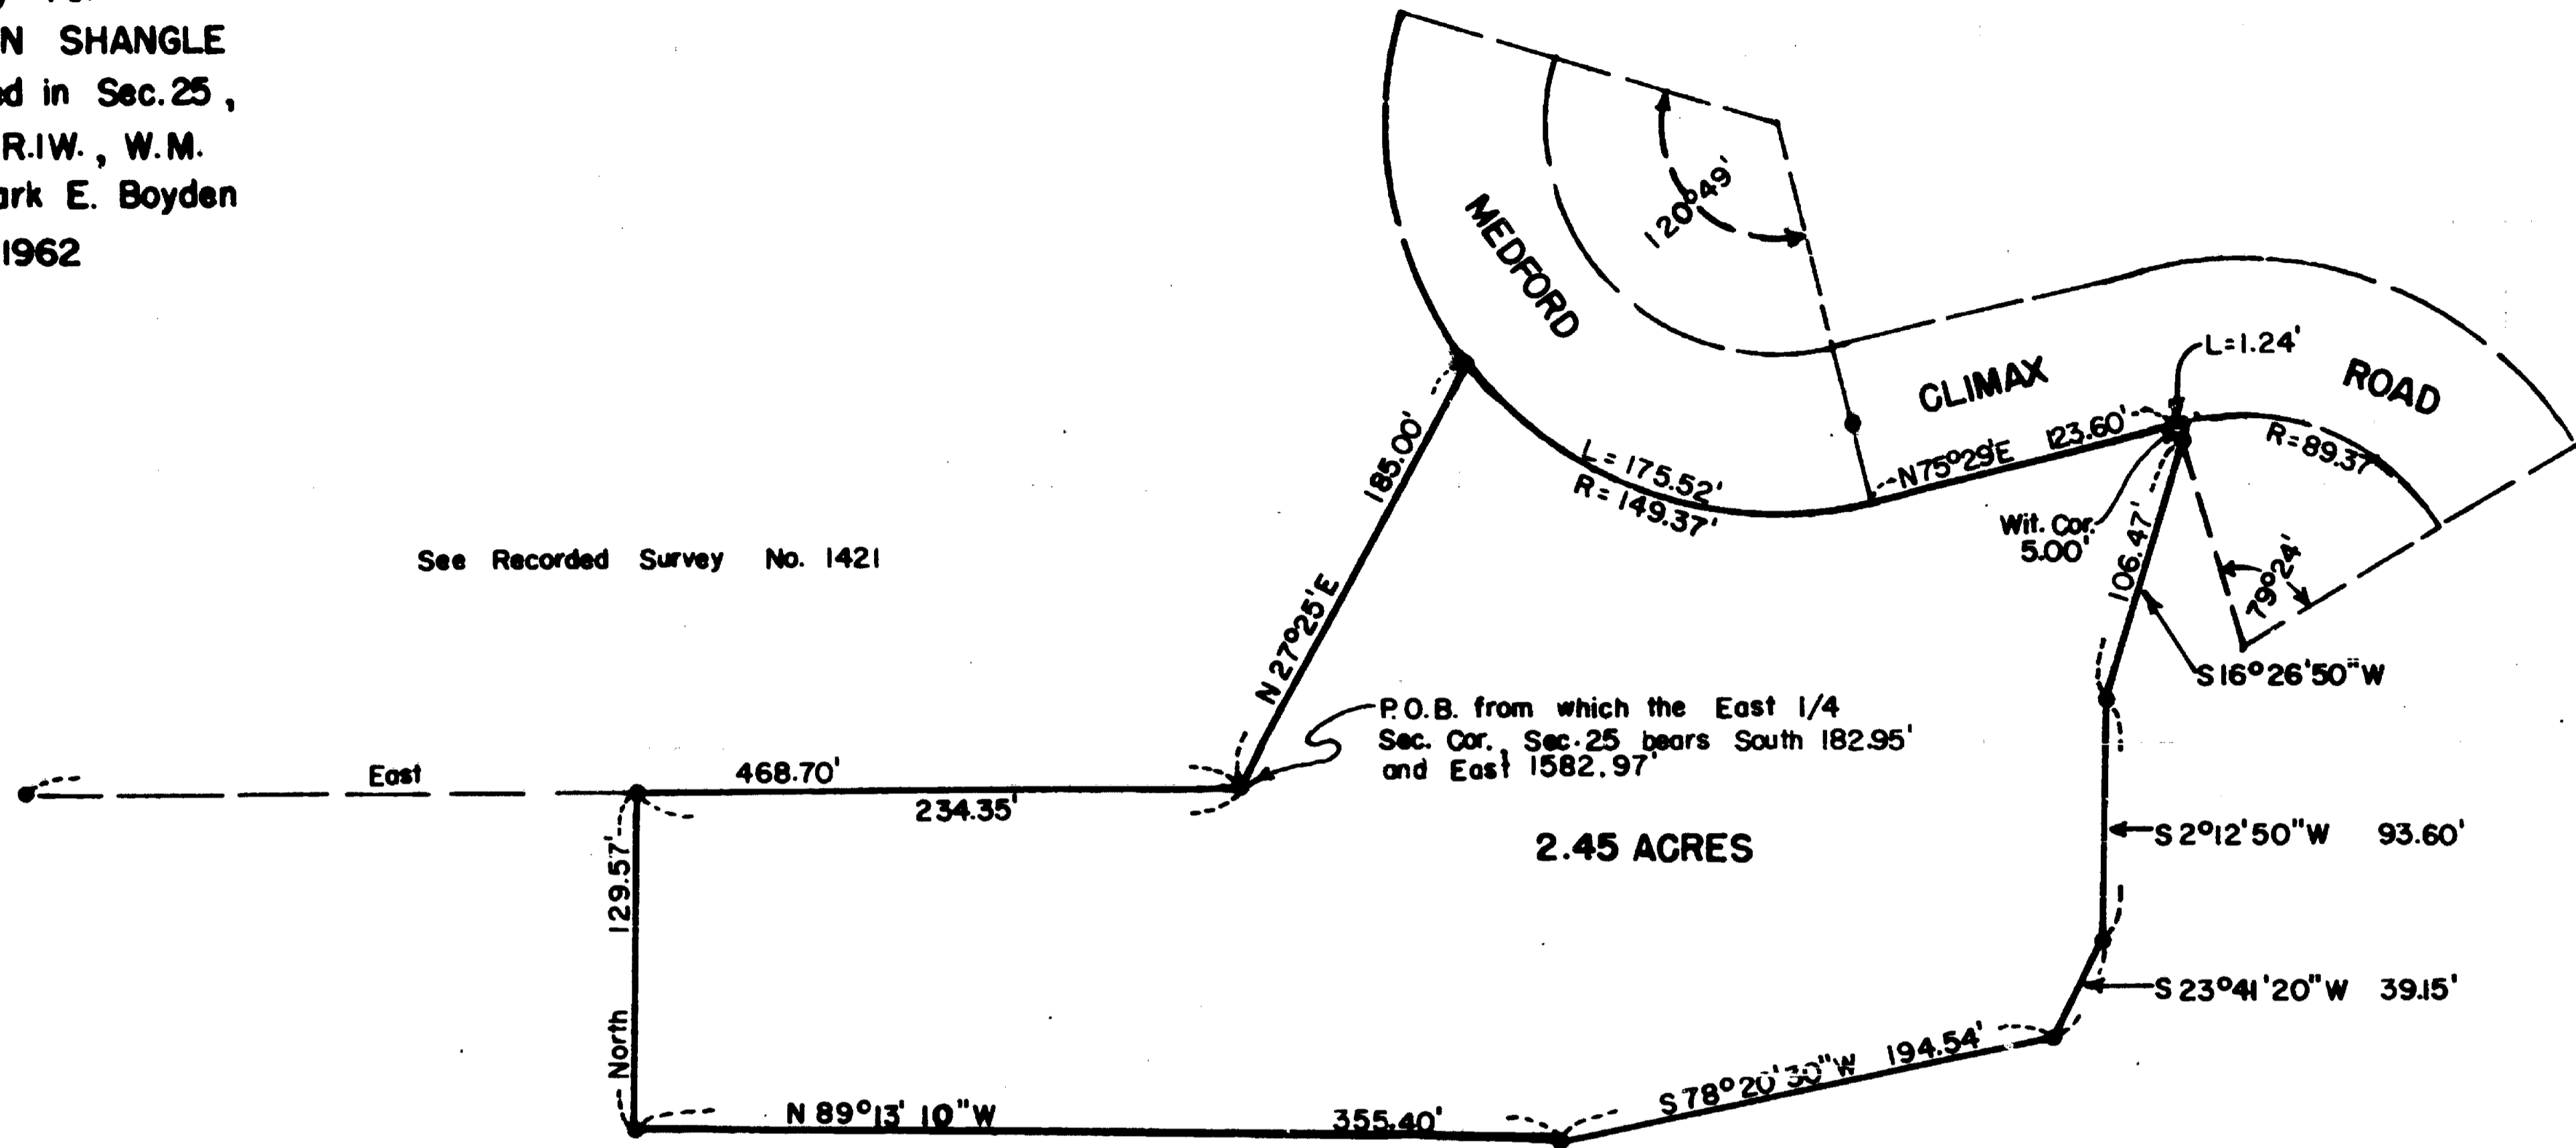 N SHANGLE
in Sec. 25,
R.1W., W.M.
E. Boyden
1962
MEDFORD
120°49'
CLIMAX
ROAD
L=1.24'
R=89.37'
N75°29'E 123.60'
L=175.52'
R=149.37'
Wit. Cor.
5.00'
106.47'
79°24'
S16°26'50"W
185.00'
N27°25'E
See Recorded Survey No. 1421
P.O.B. from which the East 1/4
Sec. Cor., Sec. 25 bears South 182.95'
and East 1582.97'
East
468.70'
234.35'
2.45 ACRES
S2°12'50"W 93.60'
129.57'
North
S23°41'20"W 39.15'
S78°20'30"W 194.54'
N89°13'10"W 355.40'